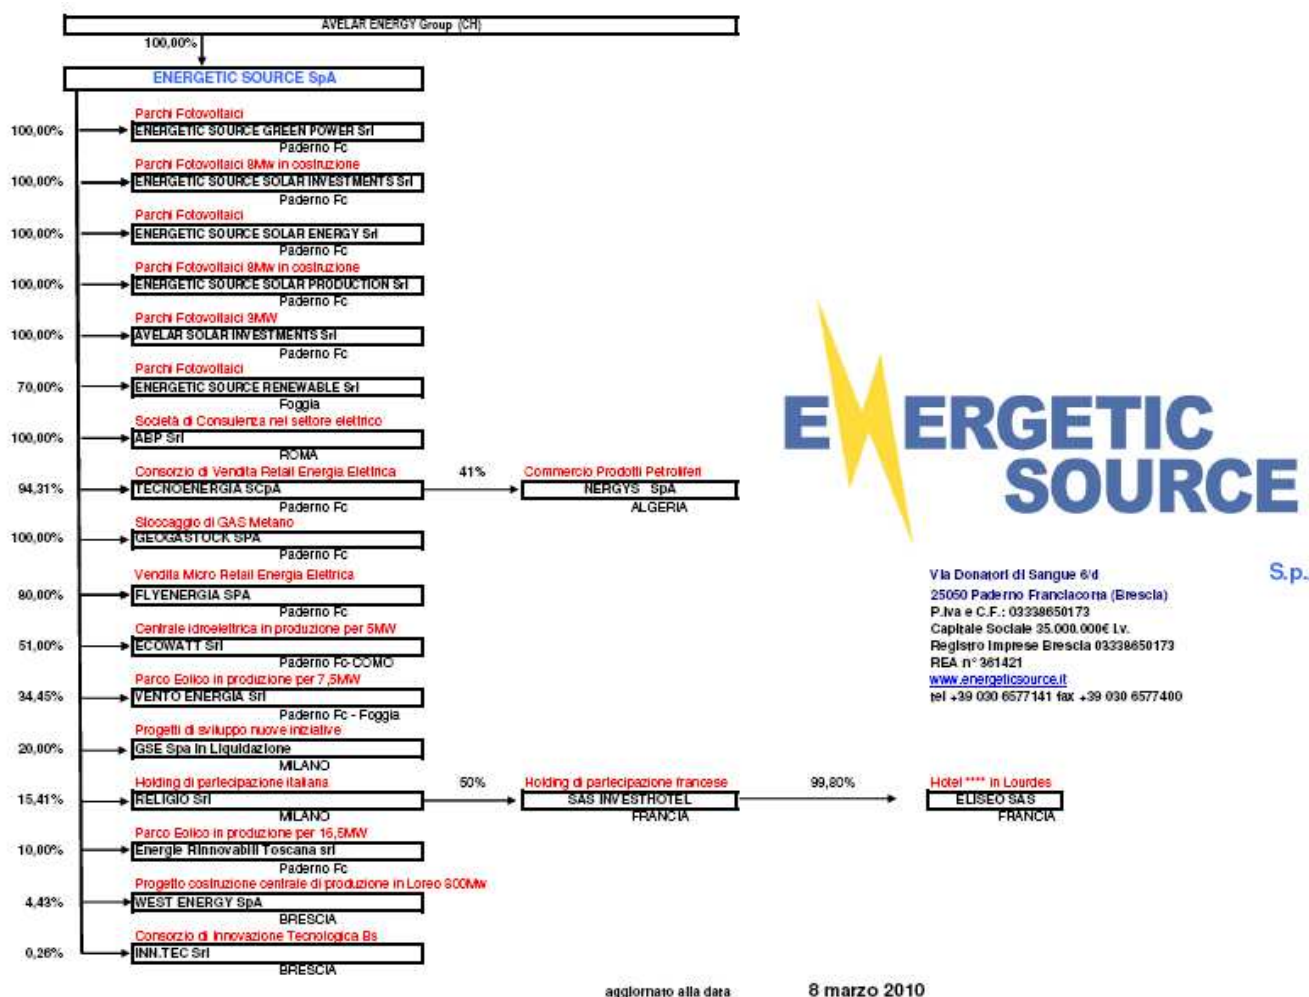 AVELAR ENERGY Group (CH)
100,00%
ENERGETIC SOURCE SpA
Parchi Fotovoltaici
100,00% ENERGETIC SOURCE GREEN POWER Srl
Paderno Fc
Parchi Fotovoltaici 8Mw in costruzione
100,00% ENERGETIC SOURCE SOLAR INVESTMENTS Srl
Paderno Fc
Parchi Fotovoltaici
100,00% ENERGETIC SOURCE SOLAR ENERGY Srl
Paderno Fc
Parchi Fotovoltaici 8Mw in costruzione
100,00% ENERGETIC SOURCE SOLAR PRODUCTION Srl
Paderno Fc
Parchi Fotovoltaici 3MW
100,00% AVELAR SOLAR INVESTMENTS Srl
Paderno Fc
Parchi Fotovoltaici
70,00% ENERGETIC SOURCE RENEWABLE Srl
Foggia
Società di Consulenza nel settore elettrico
100,00% ABP Srl
ROMA
Consorzio di Vendita Retail Energia Elettrica 41% Commercio Prodotti Petroliferi
94,31% TECNOENERGIA SCpA NERGYS SpA
Paderno Fc ALGERIA
Stoccaggio di GAS Metano
100,00% GEOGASTOCK SPA
Paderno Fc
Vendita Micro Retail Energia Elettrica
80,00% FLYENERGIA SPA
Paderno Fc
Centrale idroelettrica in produzione per 5MW
51,00% ECOWATT Srl
Paderno Fc-COMO
Parco Eolico in produzione per 7,5MW
34,45% VENTO ENERGIA Srl
Paderno Fc - Foggia
Progetti di sviluppo nuove iniziative
20,00% GSE Spa in Liquidazione
MILANO
Holding di partecipazione italiana 50% Holding di partecipazione francese 99,80% Hotel **** in Lourdes
15,41% RELIGIO Srl SAS INVESTHOTEL ELISEO SAS
MILANO FRANCIA FRANCIA
Parco Eolico in produzione per 16,5MW
10,00% Energie Rinnovabili Toscana srl
Paderno Fc
Progetto costruzione centrale di produzione in Loreo 800Mw
4,43% WEST ENERGY SpA
BRESCIA
Consorzio di Innovazione Tecnologica Bs
0,26% INN.TEC Srl
BRESCIA
ENERGETIC
SOURCE
S.p.
Via Donatori di Sangue 6/d
25050 Paderno Franciacorta (Brescia)
P.Iva e C.F.: 03338650173
Capitale Sociale 35.000.000€ i.v.
Registro Imprese Brescia 03338650173
REA n° 361421
www.energeticsource.it
tel +39 030 6577141 fax +39 030 6577400
aggiornato alla data 8 marzo 2010